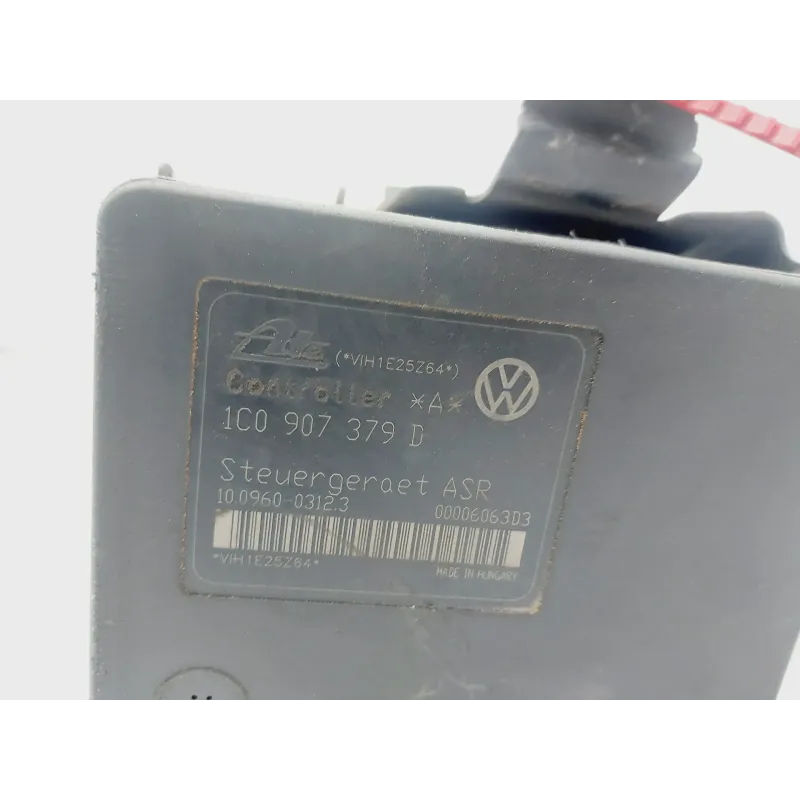 Ate (*VIH1E25Z64*)
Controller *A*
1C0 907 379 D
Steuergeraet ASR
10.0960-0312.3 00006063D3
*VIH1E25Z64*
MADE IN HUNGARY